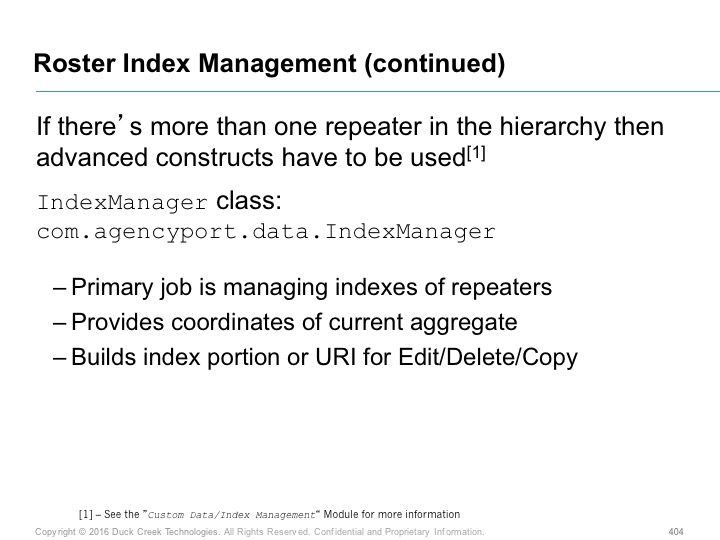 Roster Index Management (continued)
If there’s more than one repeater in the hierarchy then
advanced constructs have to be used[1]
IndexManager class:
com.agencyport.data.IndexManager
– Primary job is managing indexes of repeaters
– Provides coordinates of current aggregate
– Builds index portion or URI for Edit/Delete/Copy
[1] – See the ”Custom Data/Index Management“ Module for more information
Copyright © 2016 Duck Creek Technologies. All Rights Reserved. Confidential and Proprietary Information. 404